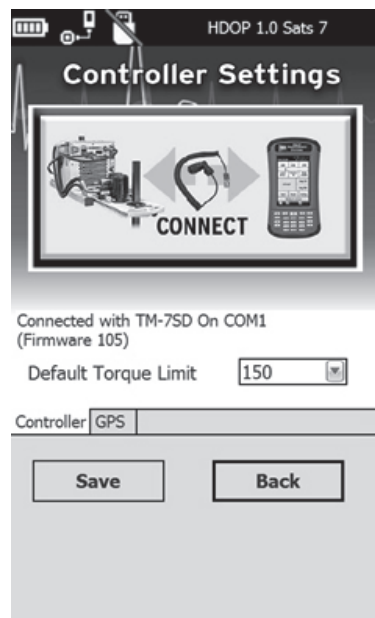 HDOP 1.0 Sats 7
Controller Settings
CONNECT
Connected with TM-7SD On COM1
(Firmware 105)
Default Torque Limit 150
Controller GPS
Save Back